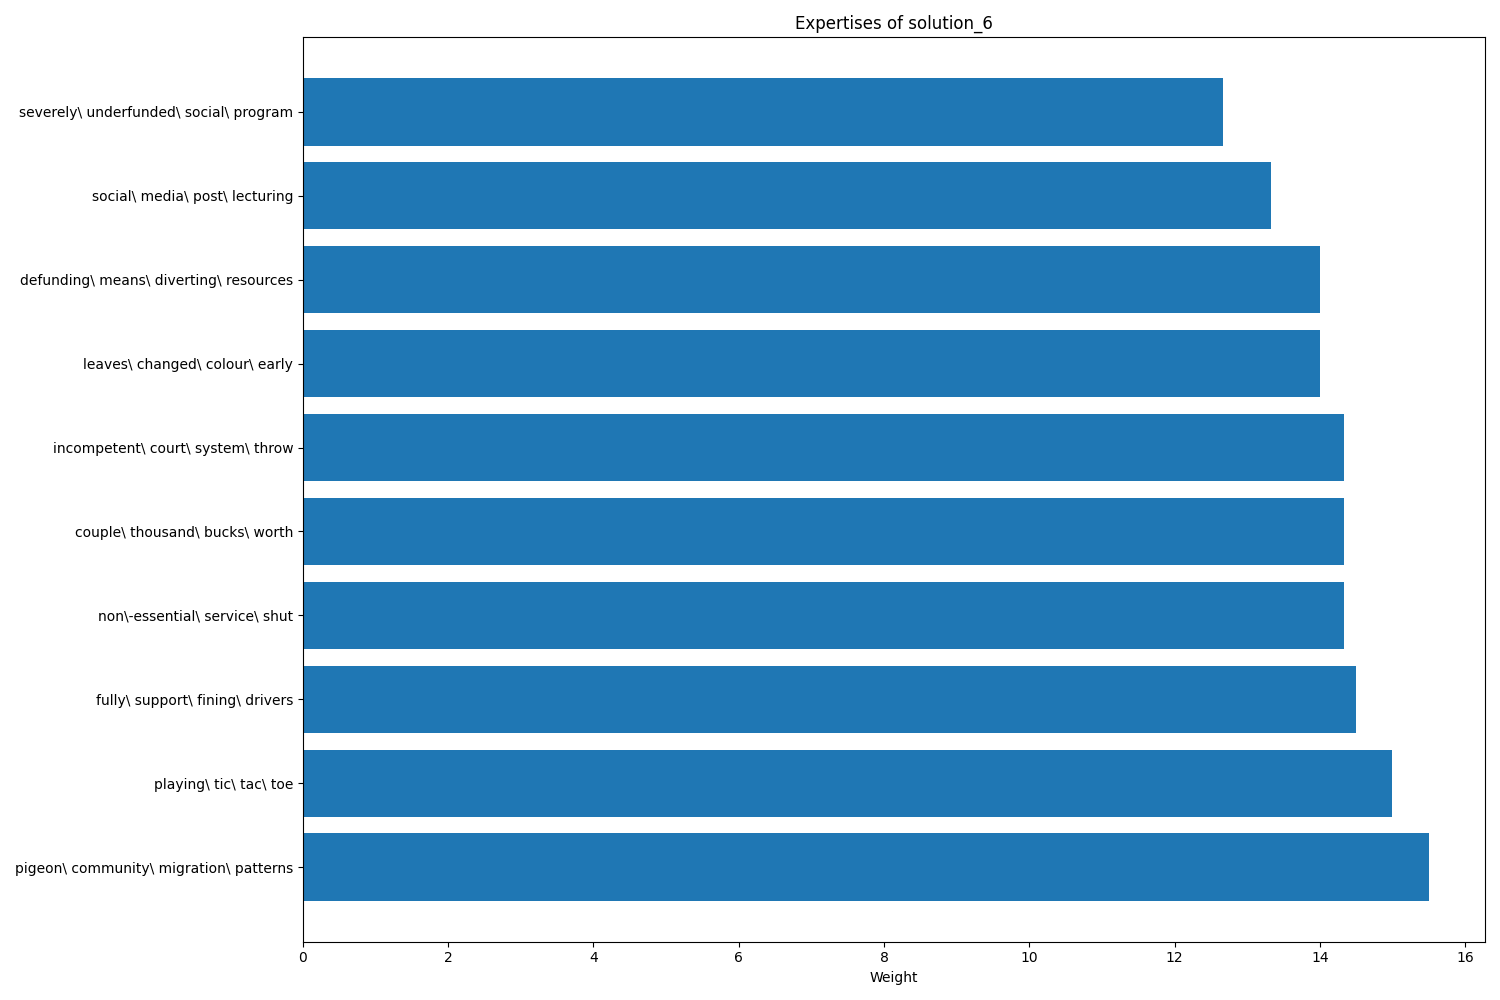 Expertises of solution_6
severely\ underfunded\ social\ program
social\ media\ post\ lecturing
defunding\ means\ diverting\ resources
leaves\ changed\ colour\ early
incompetent\ court\ system\ throw
couple\ thousand\ bucks\ worth
non\-essential\ service\ shut
fully\ support\ fining\ drivers
playing\ tic\ tac\ toe
pigeon\ community\ migration\ patterns
0 2 4 6 8 10 12 14 16
Weight